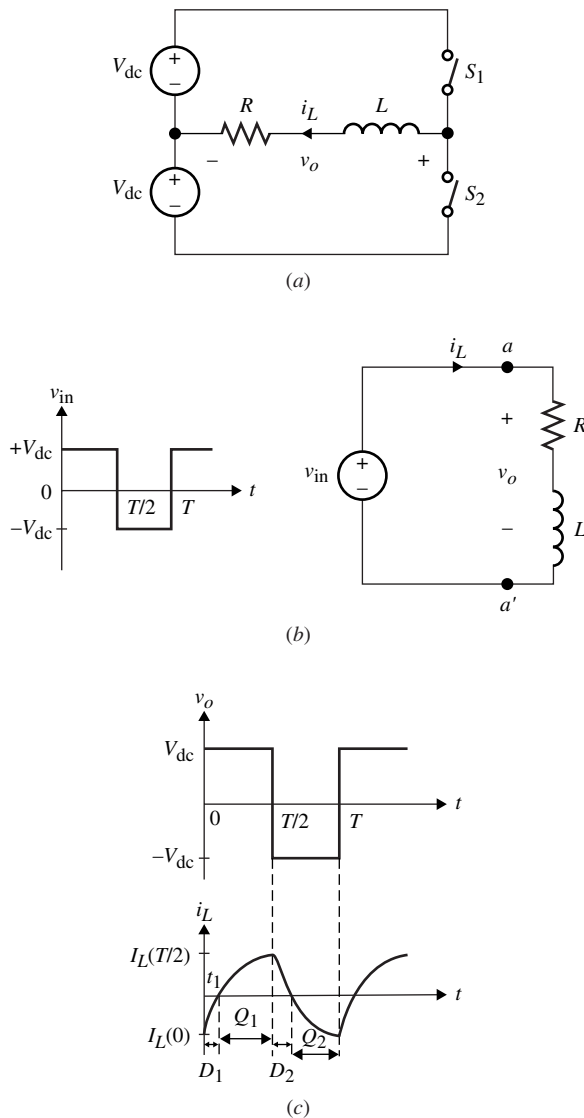 V_dc + − S_1
R i_L L
− v_o +
V_dc + − S_2
(a)
v_in
+V_dc
0 T/2 T t
−V_dc
i_L a
+ R
v_in + − v_o
− L
a′
(b)
v_o
V_dc
0 T/2 T t
−V_dc
i_L
I_L(T/2)
t_1 t
Q_1 Q_2
I_L(0)
D_1 D_2
(c)